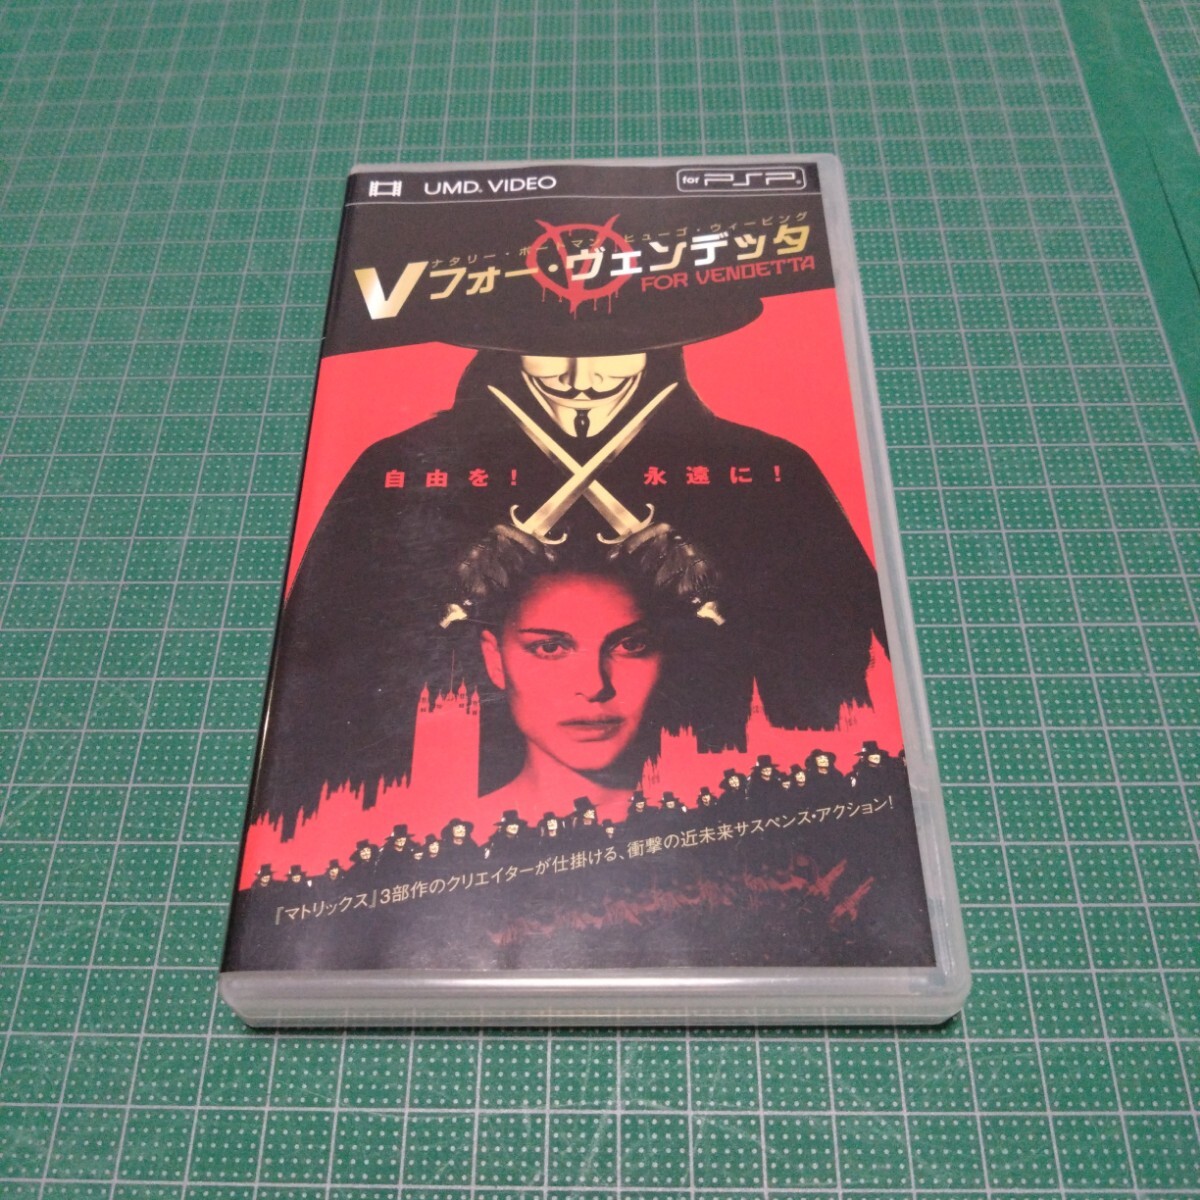 UMD. VIDEO
for PSP.
ナタリー・ポートマン ヒューゴ・ウィービング
V フォー・ヴェンデッタ
FOR VENDETTA
自由を! 永遠に!
『マトリックス』3部作のクリエイターが仕掛ける、衝撃の近未来サスペンス・アクション!